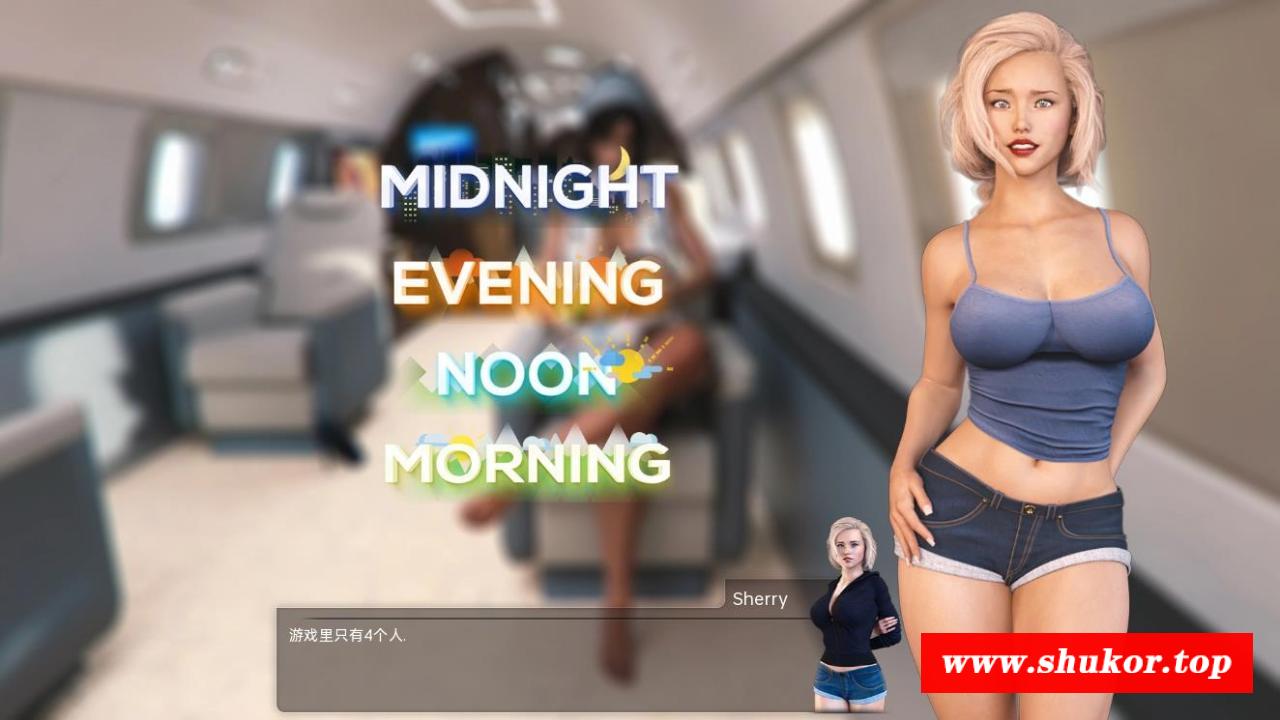 MIDNIGHT
EVENING
NOON
MORNING
Sherry
游戏里只有4个人.
www.shukor.top